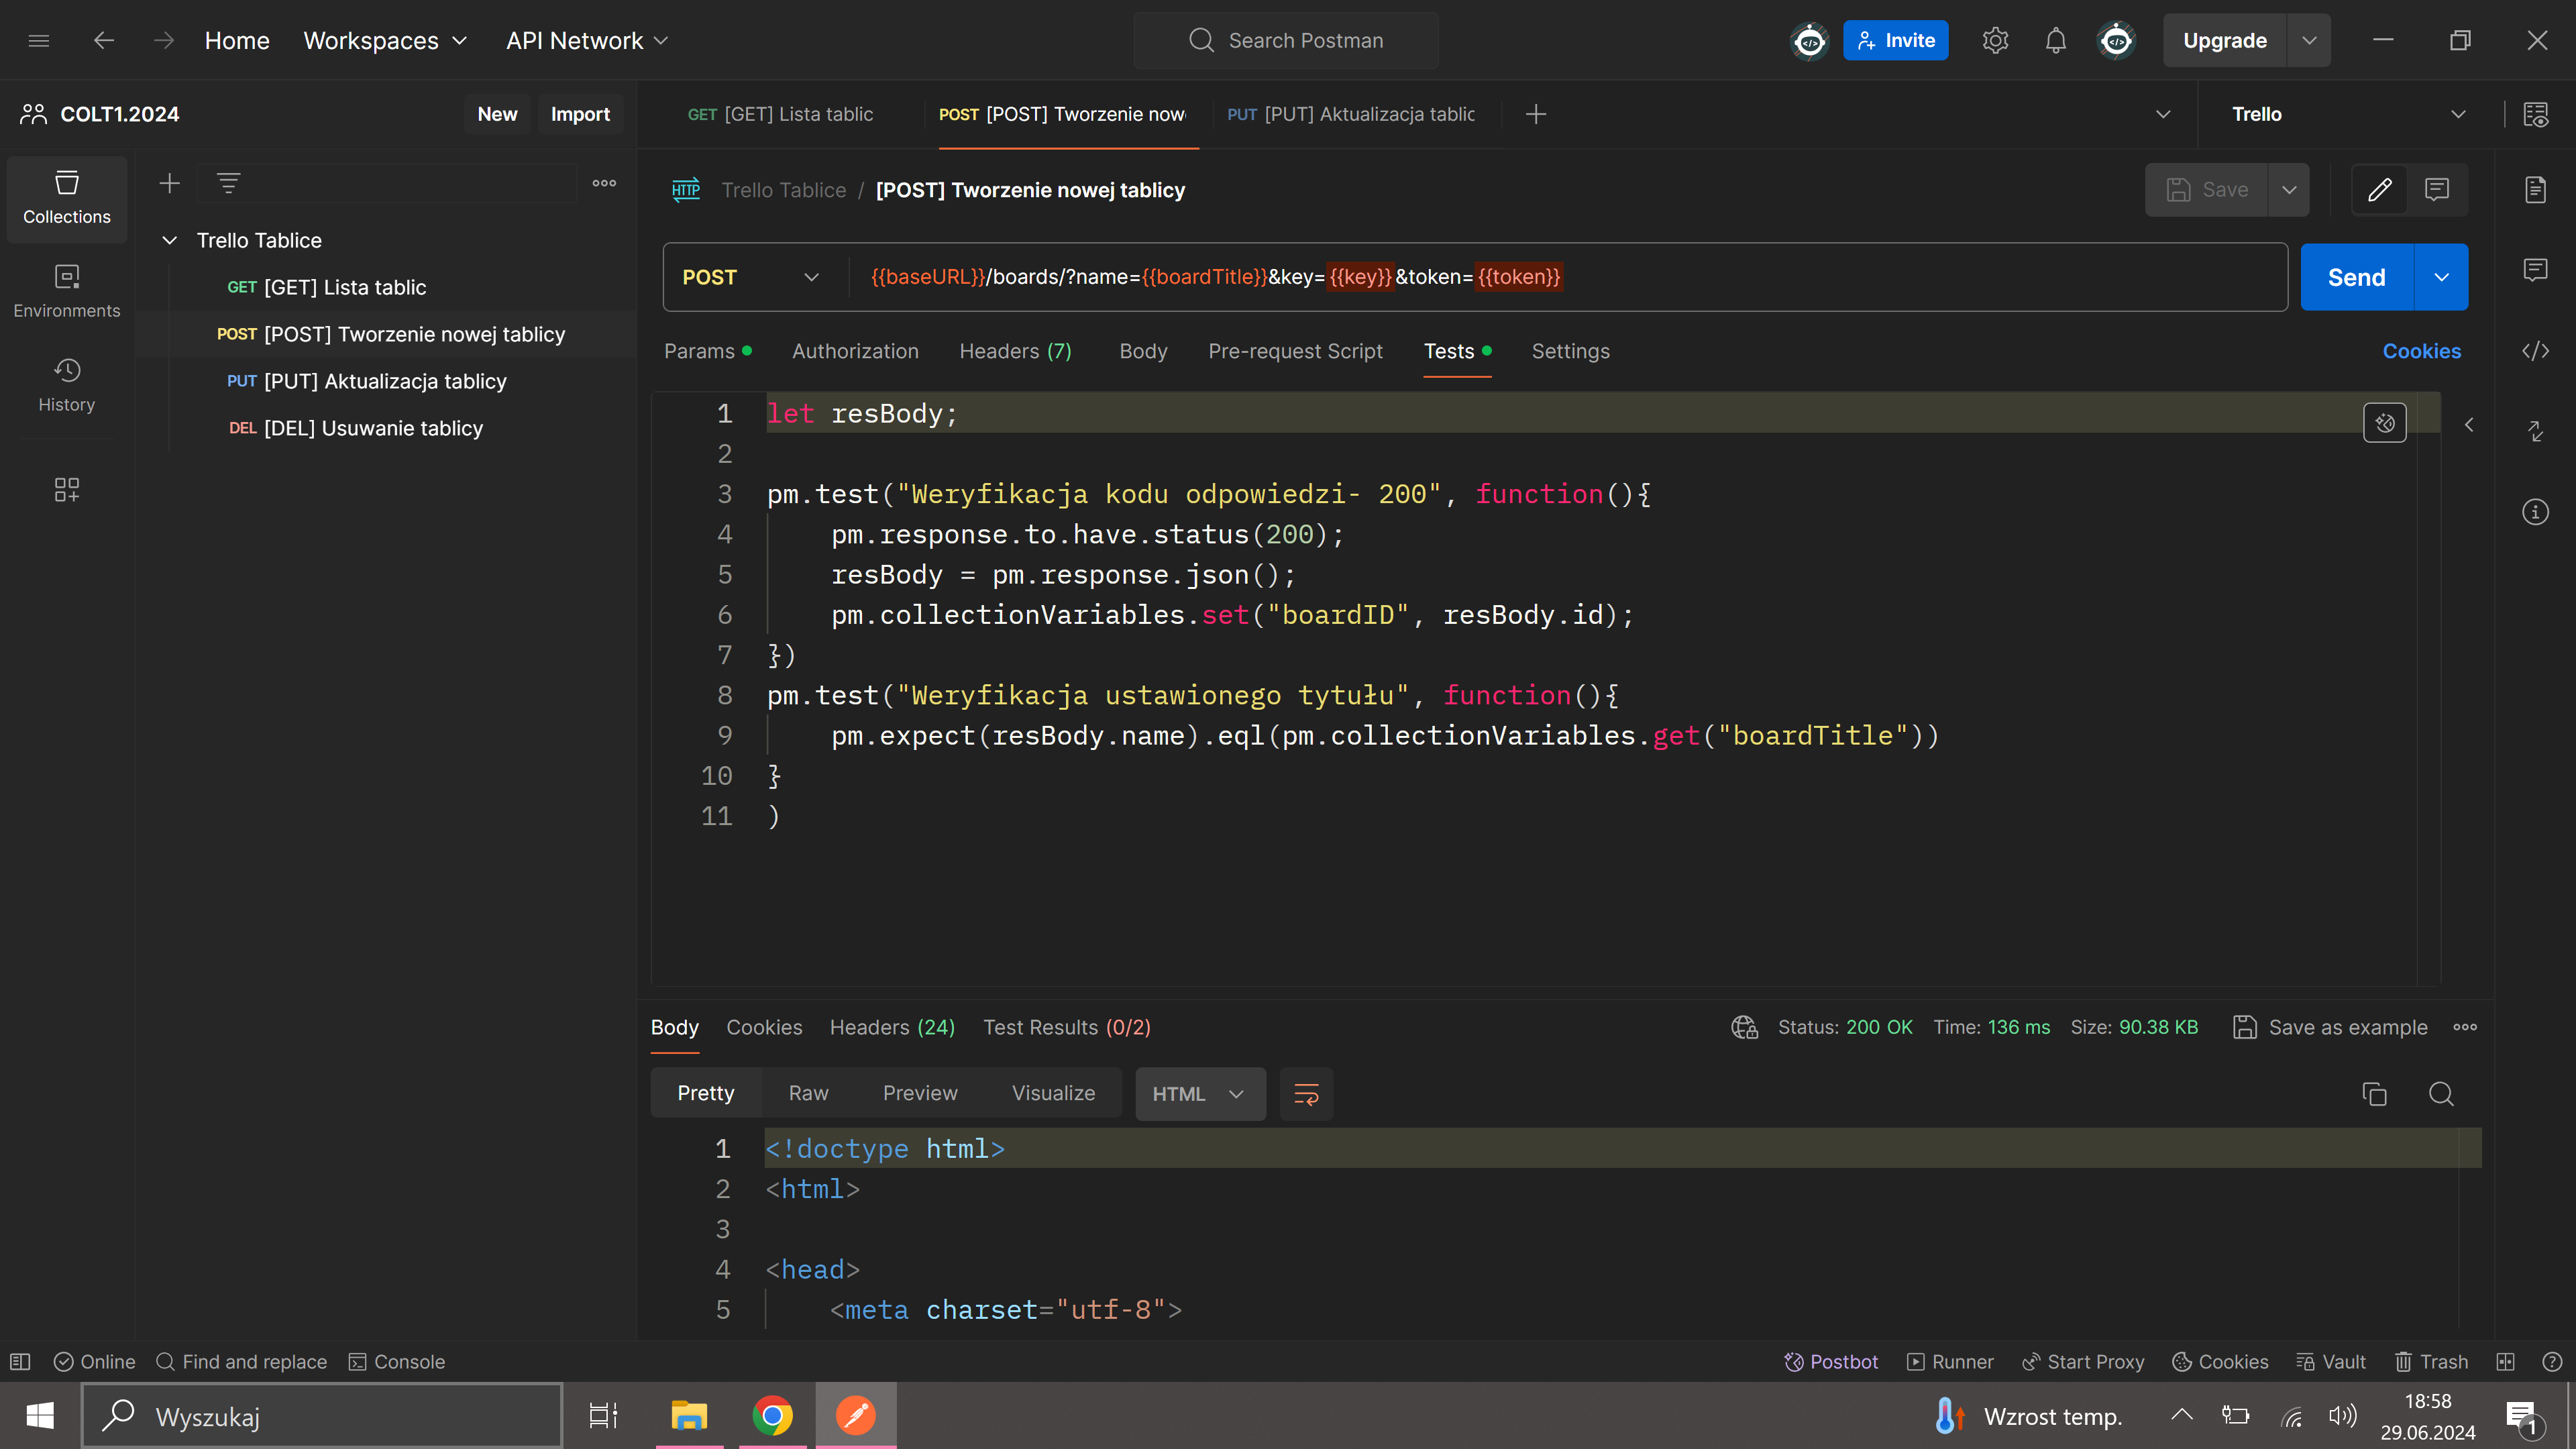 Home Workspaces API Network Search Postman Invite Upgrade
COLT1.2024 New Import
GET [GET] Lista tablic POST [POST] Tworzenie now PUT [PUT] Aktualizacja tablic Trello
Collections
Environments
History
Trello Tablice
GET [GET] Lista tablic
POST [POST] Tworzenie nowej tablicy
PUT [PUT] Aktualizacja tablicy
DEL [DEL] Usuwanie tablicy
HTTP Trello Tablice / [POST] Tworzenie nowej tablicy Save
POST {{baseURL}}/boards/?name={{boardTitle}}&key={{key}}&token={{token}} Send
Params Authorization Headers (7) Body Pre-request Script Tests Settings Cookies
1 let resBody;
2
3 pm.test("Weryfikacja kodu odpowiedzi- 200", function(){
4 pm.response.to.have.status(200);
5 resBody = pm.response.json();
6 pm.collectionVariables.set("boardID", resBody.id);
7 })
8 pm.test("Weryfikacja ustawionego tytułu", function(){
9 pm.expect(resBody.name).eql(pm.collectionVariables.get("boardTitle"))
10 }
11 )
Body Cookies Headers (24) Test Results (0/2) Status: 200 OK Time: 136 ms Size: 90.38 KB Save as example
Pretty Raw Preview Visualize HTML
1 <!doctype html>
2 <html>
3
4 <head>
5 <meta charset="utf-8">
Online Find and replace Console Postbot Runner Start Proxy Cookies Vault Trash
Wyszukaj Wzrost temp. 18:58
29.06.2024 1